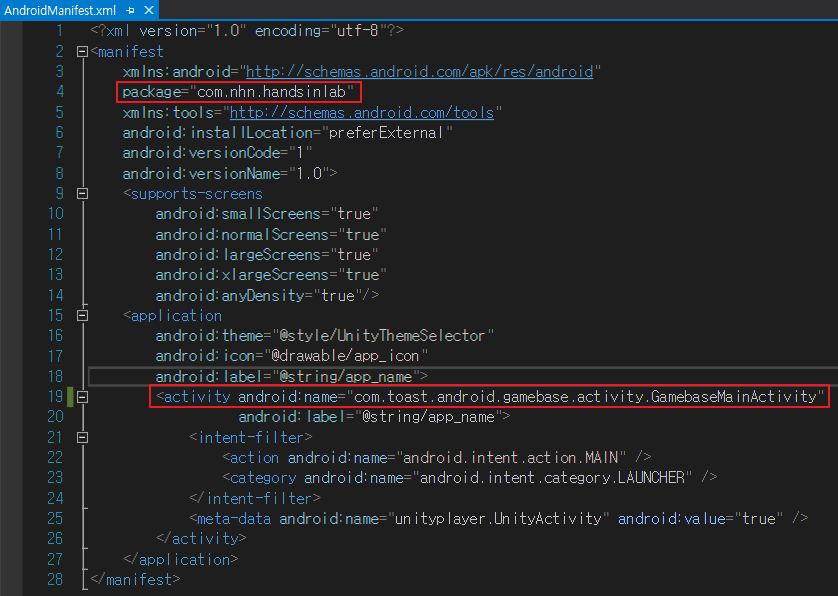 AndroidManifest.xml
1 <?xml version="1.0" encoding="utf-8"?>
2 <manifest
3 xmlns:android="http://schemas.android.com/apk/res/android"
4 package="com.nhn.handsinlab"
5 xmlns:tools="http://schemas.android.com/tools"
6 android:installLocation="preferExternal"
7 android:versionCode="1"
8 android:versionName="1.0">
9 <supports-screens
10 android:smallScreens="true"
11 android:normalScreens="true"
12 android:largeScreens="true"
13 android:xlargeScreens="true"
14 android:anyDensity="true"/>
15 <application
16 android:theme="@style/UnityThemeSelector"
17 android:icon="@drawable/app_icon"
18 android:label="@string/app_name">
19 <activity android:name="com.toast.android.gamebase.activity.GamebaseMainActivity"
20 android:label="@string/app_name">
21 <intent-filter>
22 <action android:name="android.intent.action.MAIN" />
23 <category android:name="android.intent.category.LAUNCHER" />
24 </intent-filter>
25 <meta-data android:name="unityplayer.UnityActivity" android:value="true" />
26 </activity>
27 </application>
28 </manifest>